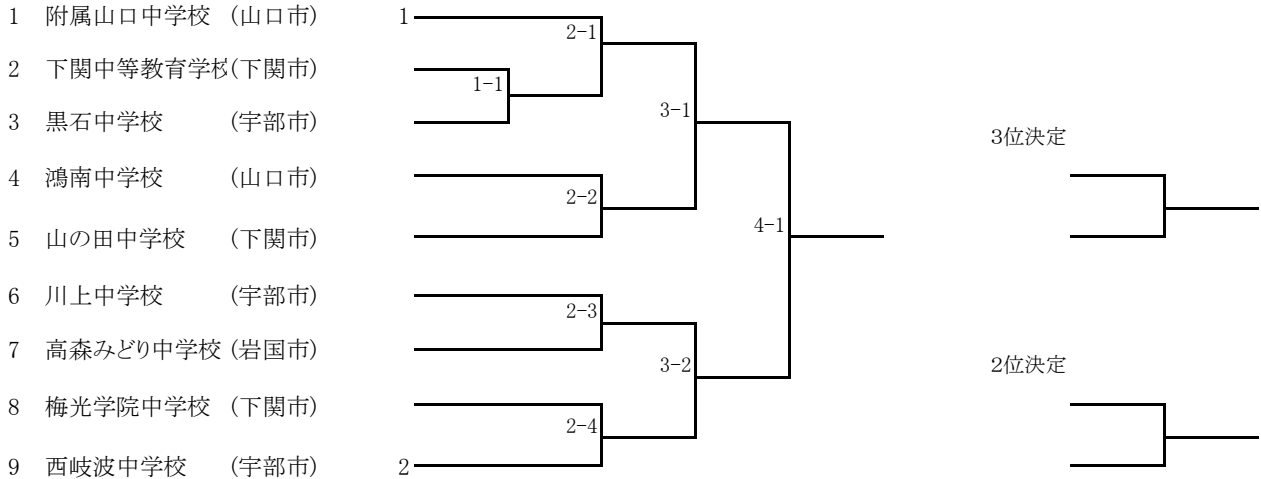 1 附属山口中学校 (山口市) 1
2-1
2 下関中等教育学校(下関市)
1-1
3 黒石中学校 (宇部市)
3-1
3位決定
4 鴻南中学校 (山口市)
2-2
5 山の田中学校 (下関市)
4-1
6 川上中学校 (宇部市)
2-3
7 高森みどり中学校 (岩国市)
3-2
2位決定
8 梅光学院中学校 (下関市)
2-4
9 西岐波中学校 (宇部市) 2